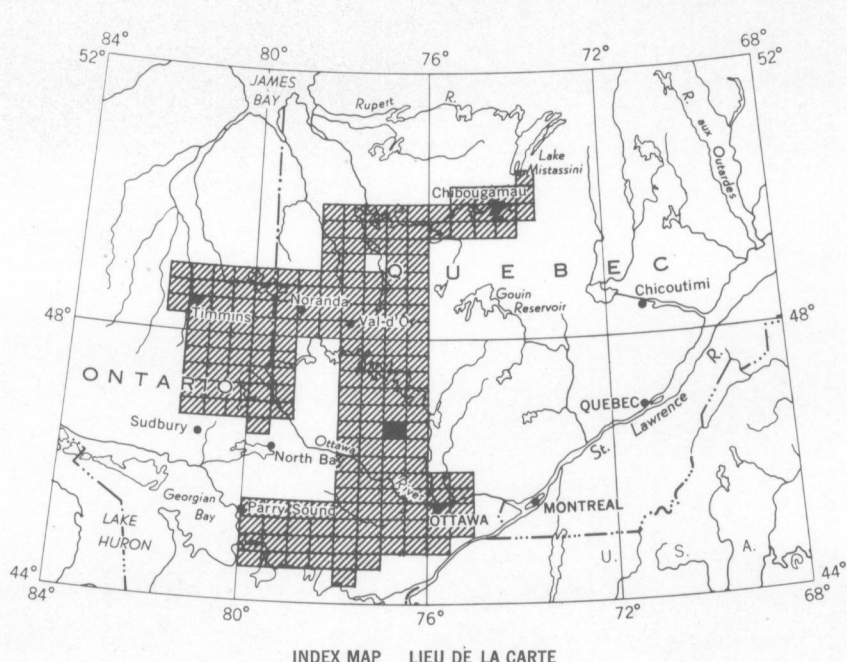 84° 80° 76° 72° 68°
52° 52°
JAMES
BAY
Rupert R.
R. aux Outardes
Lake
Mistassini
Chibougamau
QUEBEC
Gouin
Reservoir
Chicoutimi
Noranda
Timmins
Val-d'Or
48° 48°
ONTARIO
QUEBEC
St. Lawrence R.
Sudbury
North Bay
Ottawa River
Georgian
Bay
Parry Sound
OTTAWA
MONTREAL
LAKE
HURON
U. S. A.
44° 44°
84° 80° 76° 72° 68°
INDEX MAP LIEU DE LA CARTE